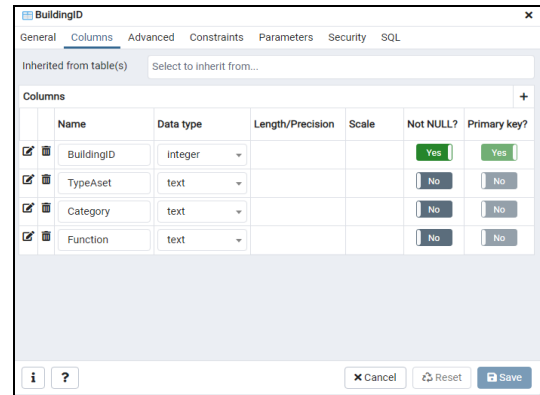 BuildingID
General Columns Advanced Constraints Parameters Security SQL
Inherited from table(s) Select to inherit from...
Columns
Name Data type Length/Precision Scale Not NULL? Primary key?
BuildingID integer Yes Yes
TypeAset text No No
Category text No No
Function text No No
i ? Cancel Reset Save